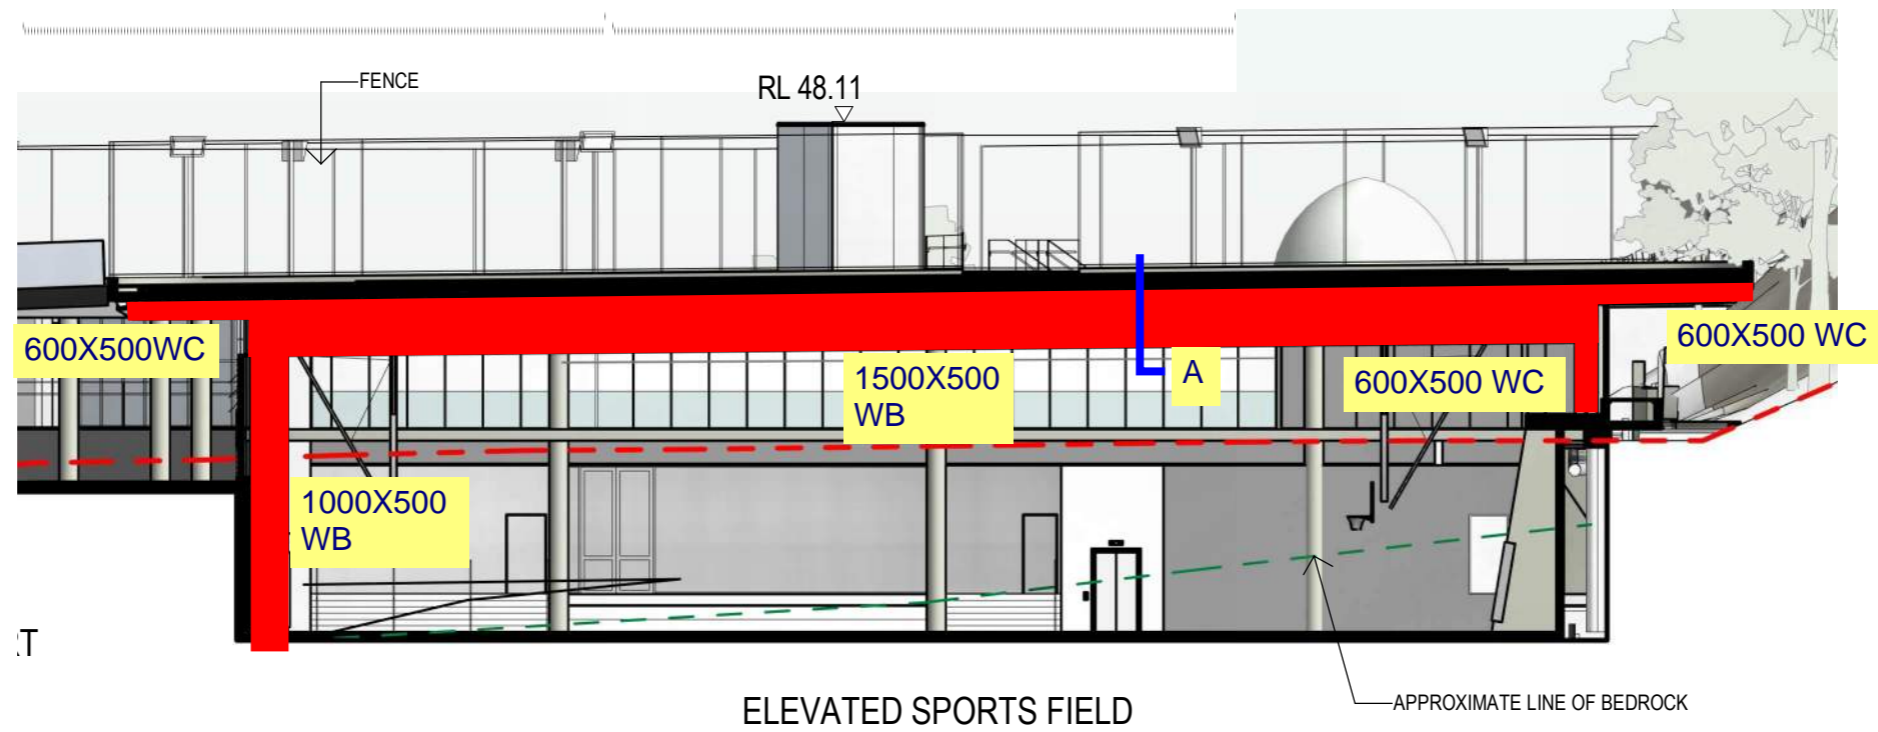 FENCE
RL 48.11
600X500WC
600X500 WC
1500X500
WB
A
600X500 WC
1000X500
WB
RT
ELEVATED SPORTS FIELD
APPROXIMATE LINE OF BEDROCK